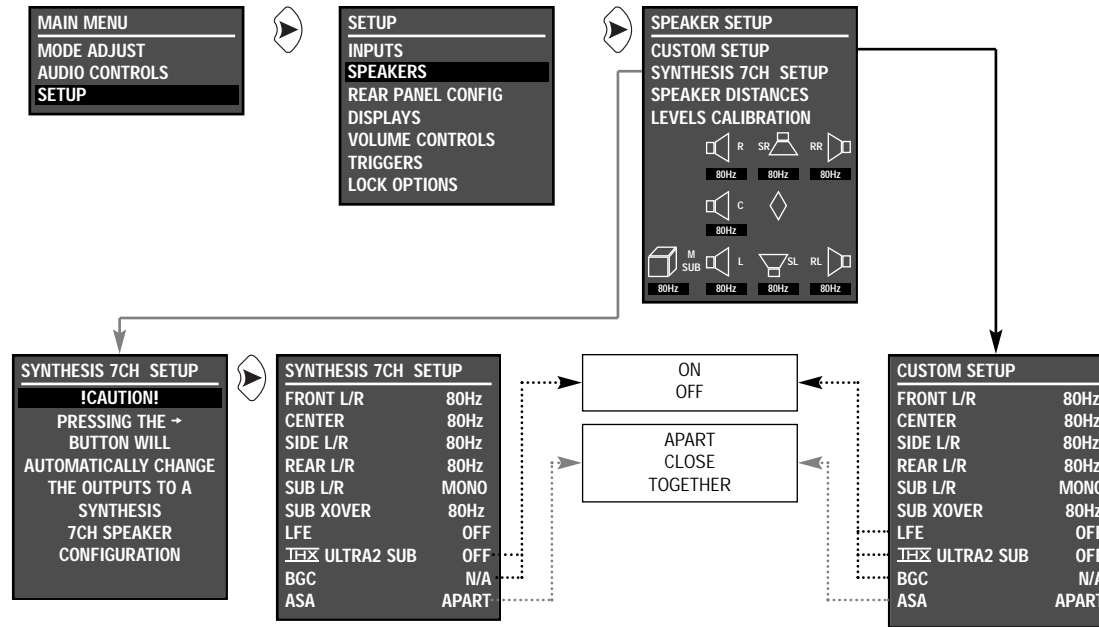 MAIN MENU
MODE ADJUST
AUDIO CONTROLS
SETUP
SETUP
INPUTS
SPEAKERS
REAR PANEL CONFIG
DISPLAYS
VOLUME CONTROLS
TRIGGERS
LOCK OPTIONS
SPEAKER SETUP
CUSTOM SETUP
SYNTHESIS 7CH SETUP
SPEAKER DISTANCES
LEVELS CALIBRATION
R SR RR
80Hz 80Hz 80Hz
C
80Hz
M
SUB L SL RL
80Hz 80Hz 80Hz 80Hz
SYNTHESIS 7CH SETUP
!CAUTION!
PRESSING THE →
BUTTON WILL
AUTOMATICALLY CHANGE
THE OUTPUTS TO A
SYNTHESIS
7CH SPEAKER
CONFIGURATION
SYNTHESIS 7CH SETUP
FRONT L/R 80Hz
CENTER 80Hz
SIDE L/R 80Hz
REAR L/R 80Hz
SUB L/R MONO
SUB XOVER 80Hz
LFE OFF
THX ULTRA2 SUB OFF
BGC N/A
ASA APART
ON
OFF
APART
CLOSE
TOGETHER
CUSTOM SETUP
FRONT L/R 80Hz
CENTER 80Hz
SIDE L/R 80Hz
REAR L/R 80Hz
SUB L/R MONO
SUB XOVER 80Hz
LFE OFF
THX ULTRA2 SUB OFF
BGC N/A
ASA APART